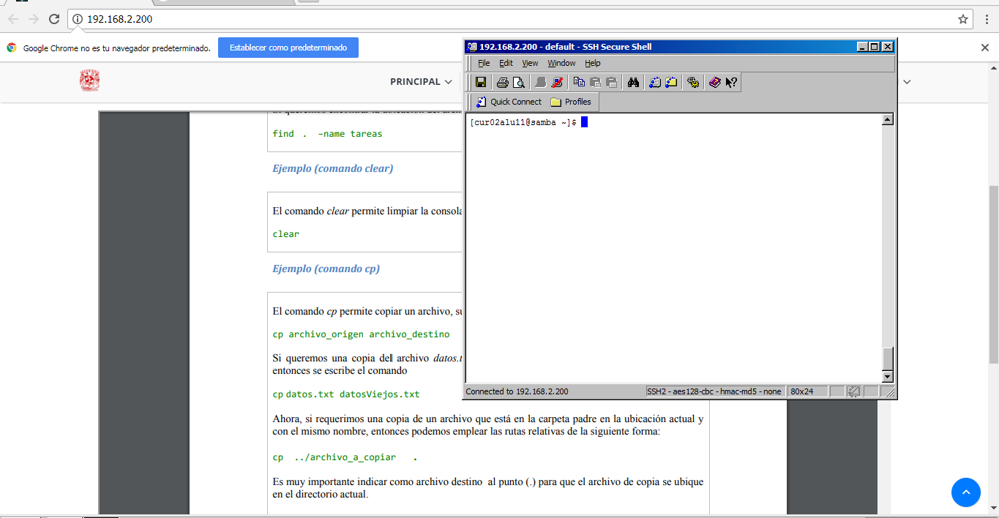 192.168.2.200
Google Chrome no es tu navegador predeterminado.
Establecer como predeterminado
PRINCIPAL
find . –name tareas
Ejemplo (comando clear)
El comando clear permite limpiar la consola
clear
Ejemplo (comando cp)
El comando cp permite copiar un archivo, su
cp archivo_origen archivo_destino
Si queremos una copia del archivo datos.t
entonces se escribe el comando
cp datos.txt datosViejos.txt
Ahora, si requerimos una copia de un archivo que está en la carpeta padre en la ubicación actual y
con el mismo nombre, entonces podemos emplear las rutas relativas de la siguiente forma:
cp ../archivo_a_copiar .
Es muy importante indicar como archivo destino al punto (.) para que el archivo de copia se ubique
en el directorio actual.
192.168.2.200 - default - SSH Secure Shell
File Edit View Window Help
Quick Connect Profiles
[cur02alu11@samba ~]$
Connected to 192.168.2.200
SSH2 - aes128-cbc - hmac-md5 - none
80x24